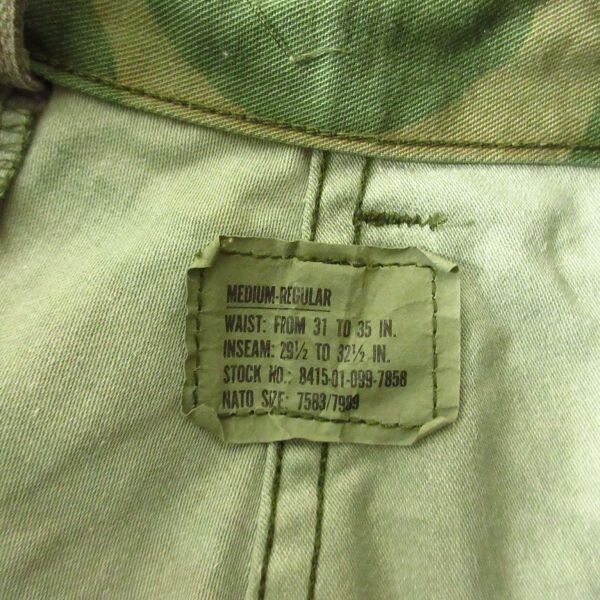 MEDIUM-REGULAR
WAIST: FROM 31 TO 35 IN.
INSEAM: 29½ TO 32½ IN.
STOCK NO.: 8415-01-099-7858
NATO SIZE: 7583/7989